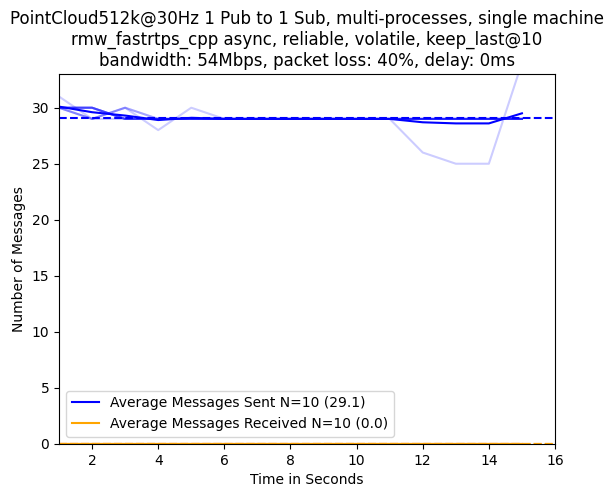 PointCloud512k@30Hz 1 Pub to 1 Sub, multi-processes, single machine
rmw_fastrtps_cpp async, reliable, volatile, keep_last@10
bandwidth: 54Mbps, packet loss: 40%, delay: 0ms
Number of Messages
30
25
20
15
10
5
0
Average Messages Sent N=10 (29.1)
Average Messages Received N=10 (0.0)
2 4 6 8 10 12 14 16
Time in Seconds